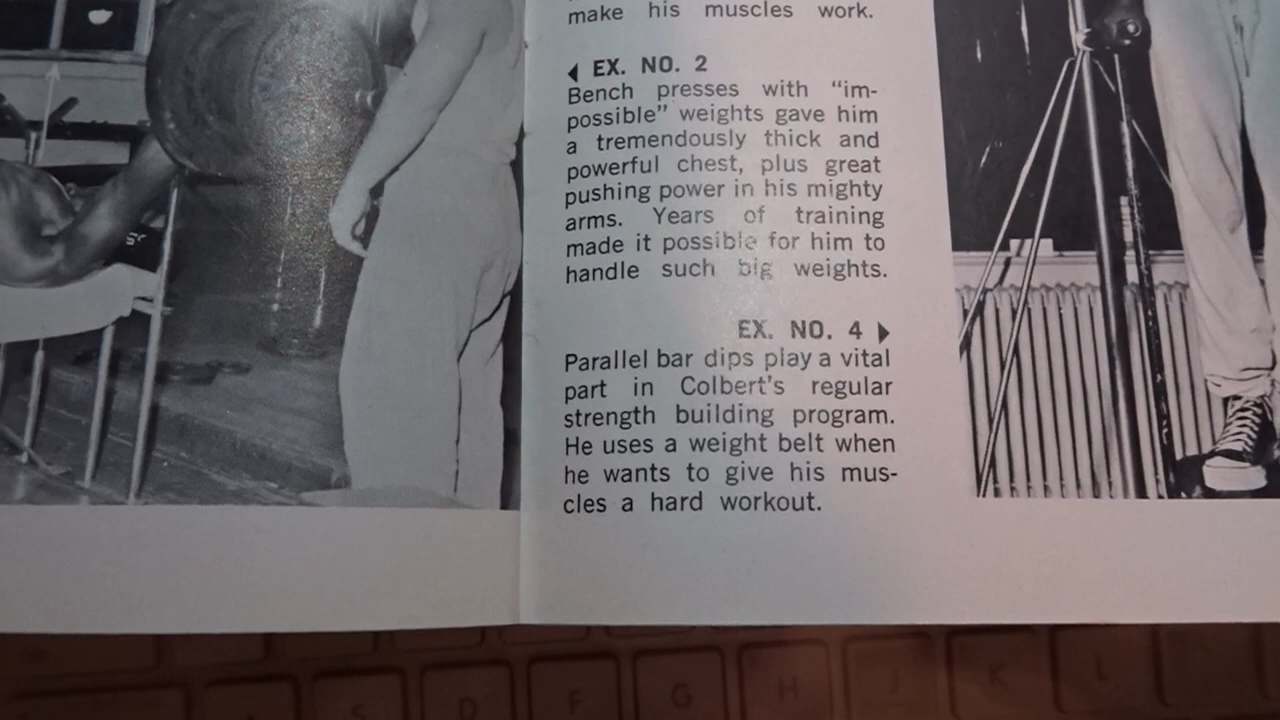 make his muscles work.
◀ EX. NO. 2
Bench presses with "im-
possible" weights gave him
a tremendously thick and
powerful chest, plus great
pushing power in his mighty
arms. Years of training
made it possible for him to
handle such big weights.
EX. NO. 4 ▶
Parallel bar dips play a vital
part in Colbert's regular
strength building program.
He uses a weight belt when
he wants to give his mus-
cles a hard workout.
S D F G H J K L